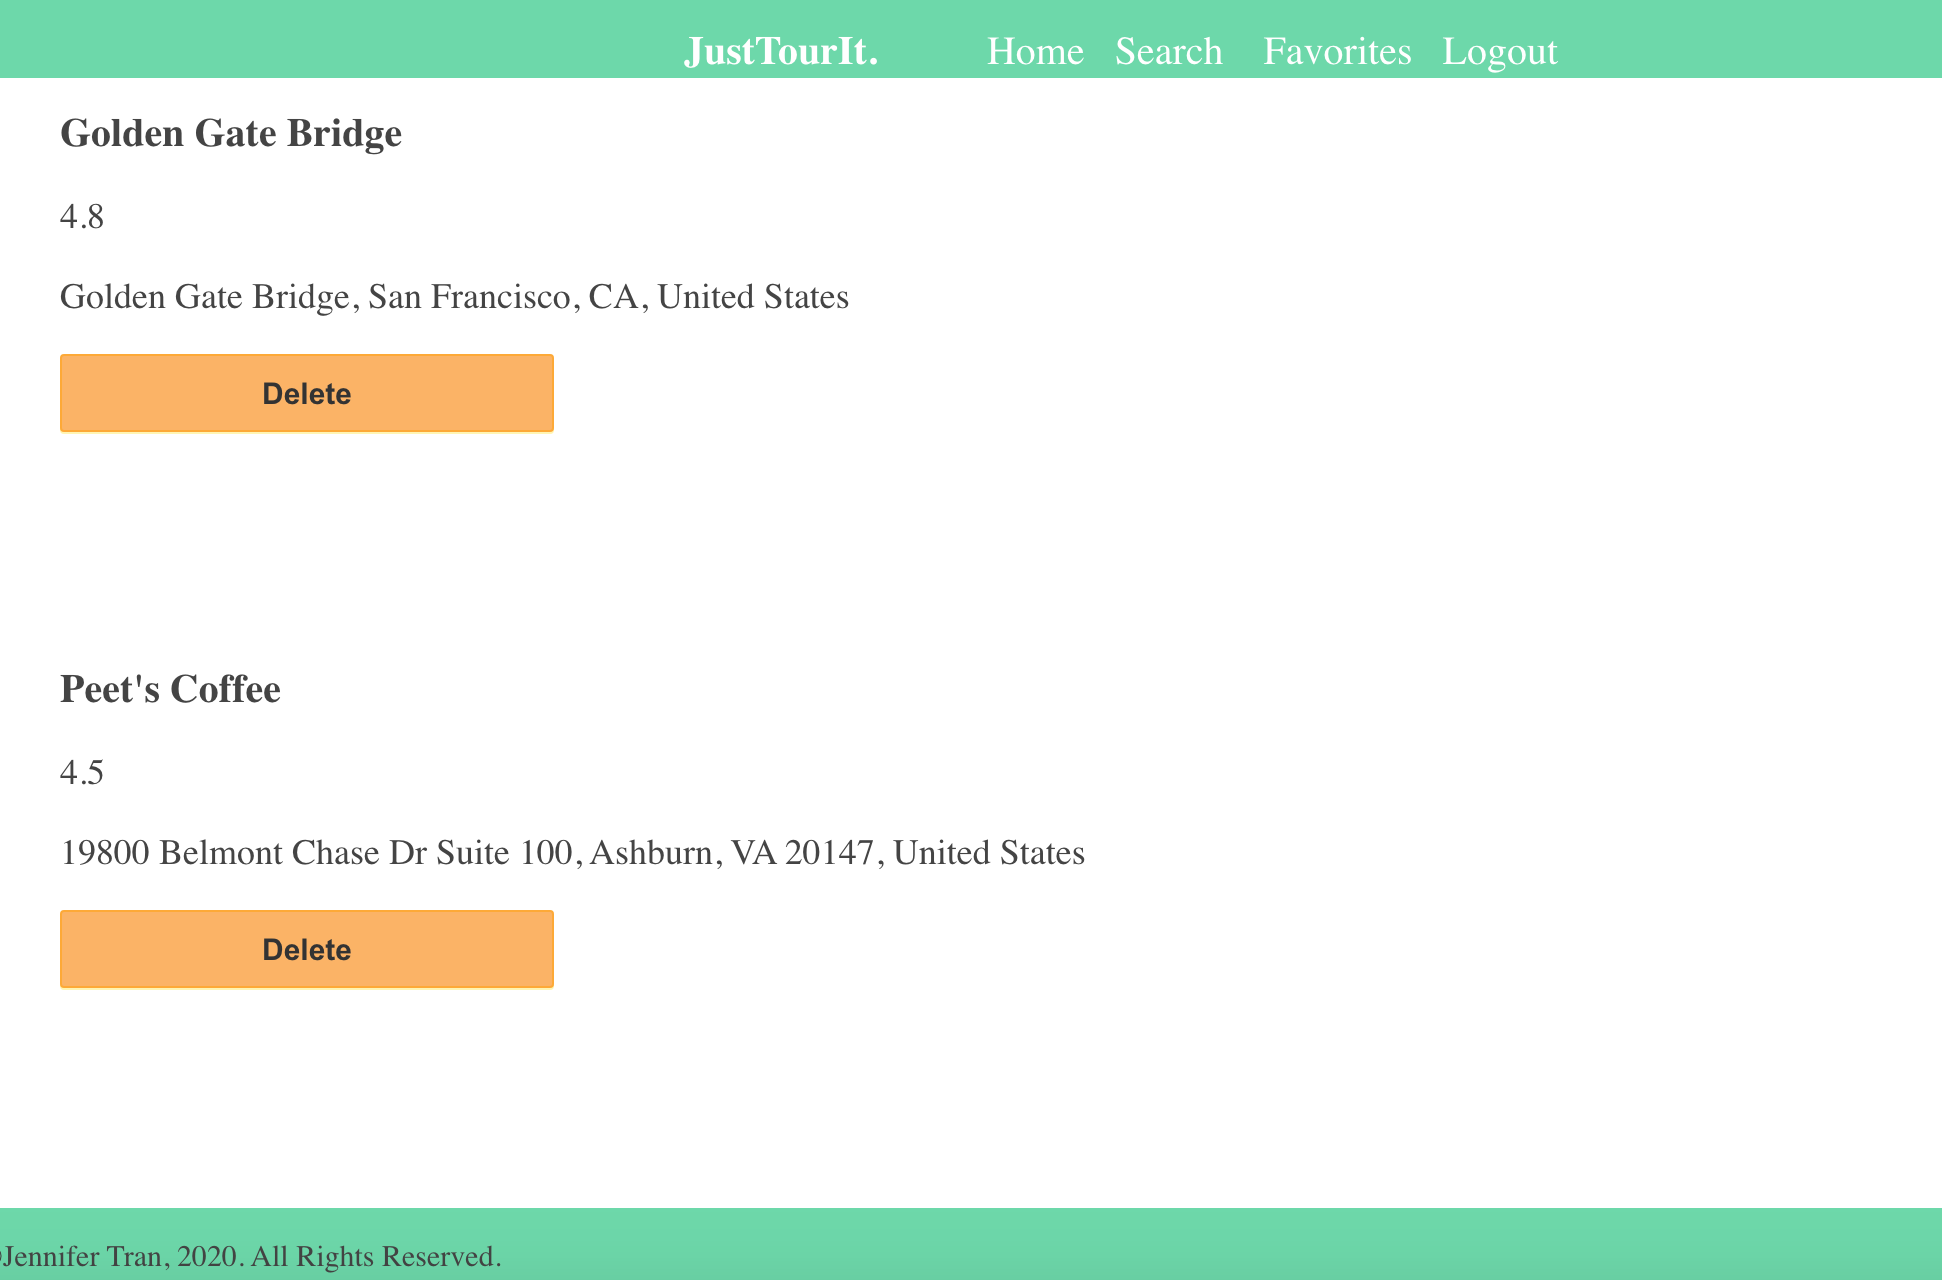 JustTourIt. Home Search Favorites Logout
Golden Gate Bridge
4.8
Golden Gate Bridge, San Francisco, CA, United States
Delete
Peet's Coffee
4.5
19800 Belmont Chase Dr Suite 100, Ashburn, VA 20147, United States
Delete
©Jennifer Tran, 2020. All Rights Reserved.